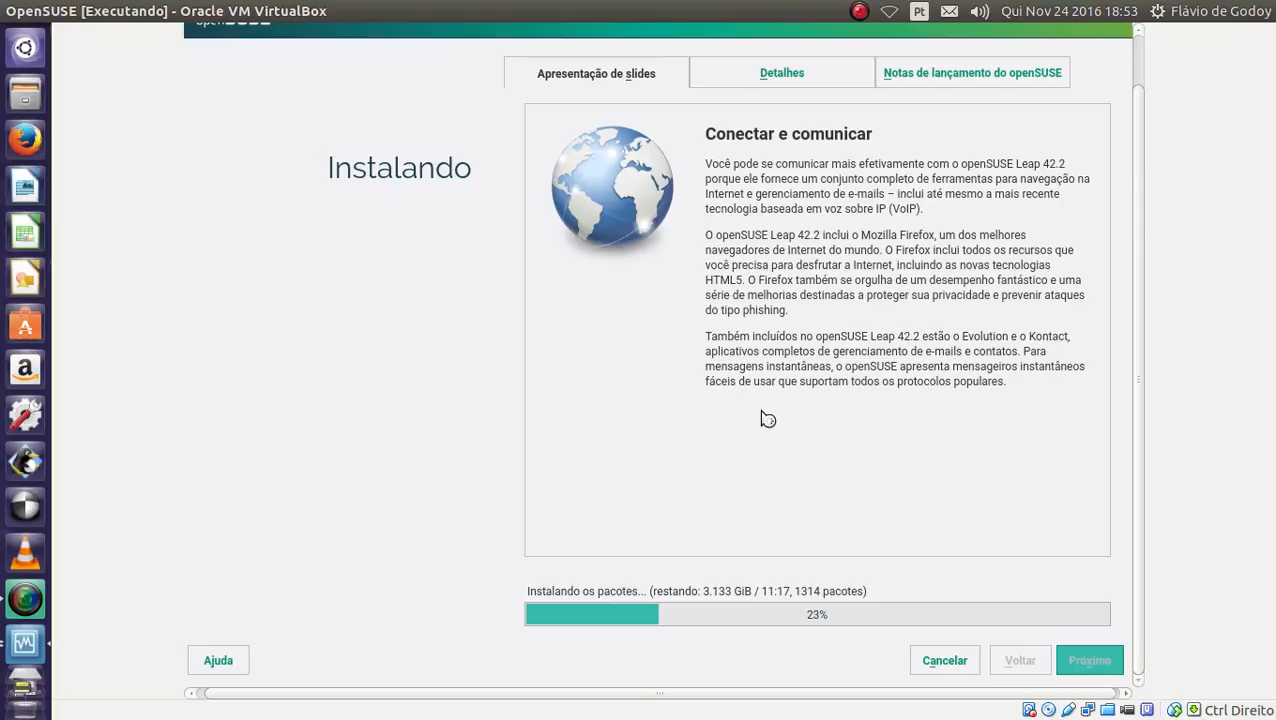 OpenSUSE [Executando] - Oracle VM VirtualBox
Pt
Qui Nov 24 2016 18:53
Flávio de Godoy
openSUSE
Apresentação de slides
Detalhes
Notas de lançamento do openSUSE
Instalando
Conectar e comunicar
Você pode se comunicar mais efetivamente com o openSUSE Leap 42.2
porque ele fornece um conjunto completo de ferramentas para navegação na
Internet e gerenciamento de e-mails – inclui até mesmo a mais recente
tecnologia baseada em voz sobre IP (VoIP).
O openSUSE Leap 42.2 inclui o Mozilla Firefox, um dos melhores
navegadores de Internet do mundo. O Firefox inclui todos os recursos que
você precisa para desfrutar a Internet, incluindo as novas tecnologias
HTML5. O Firefox também se orgulha de um desempenho fantástico e uma
série de melhorias destinadas a proteger sua privacidade e prevenir ataques
do tipo phishing.
Também incluídos no openSUSE Leap 42.2 estão o Evolution e o Kontact,
aplicativos completos de gerenciamento de e-mails e contatos. Para
mensagens instantâneas, o openSUSE apresenta mensageiros instantâneos
fáceis de usar que suportam todos os protocolos populares.
Instalando os pacotes... (restando: 3.133 GiB / 11:17, 1314 pacotes)
23%
Ajuda
Cancelar
Voltar
Próximo
Ctrl Direito